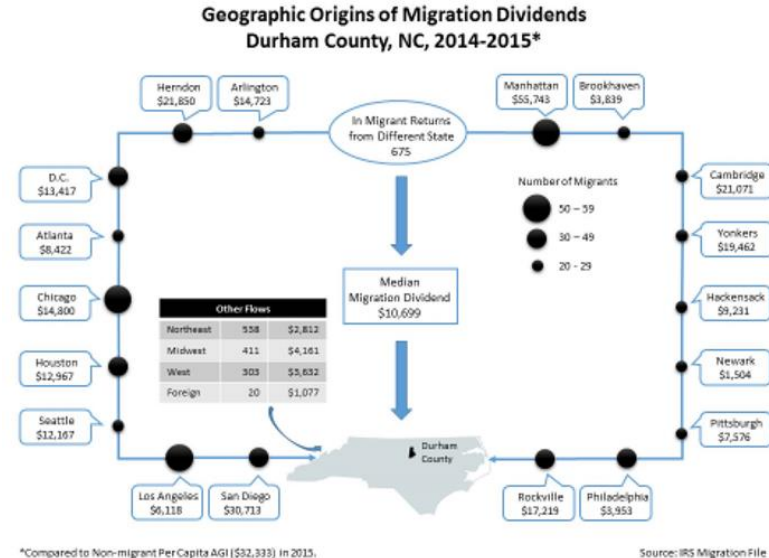 Geographic Origins of Migration Dividends
Durham County, NC, 2014-2015*
Herndon
$21,850
Arlington
$14,723
In Migrant Returns
from Different State
675
Manhattan
$55,743
Brookhaven
$3,839
D.C.
$13,417
Atlanta
$8,422
Chicago
$14,800
Houston
$12,967
Seattle
$12,167
Number of Migrants
50 – 59
30 – 49
20 - 29
Median
Migration Dividend
$10,699
Cambridge
$21,071
Yonkers
$19,462
Hackensack
$9,231
Newark
$1,504
Pittsburgh
$7,576
Other Flows
Northeast 538 $2,812
Midwest 411 $4,161
West 303 $3,632
Foreign 20 $1,077
Durham
County
Los Angeles
$6,118
San Diego
$30,713
Rockville
$17,219
Philadelphia
$3,953
*Compared to Non-migrant Per Capita AGI ($32,333) in 2015.
Source: IRS Migration File